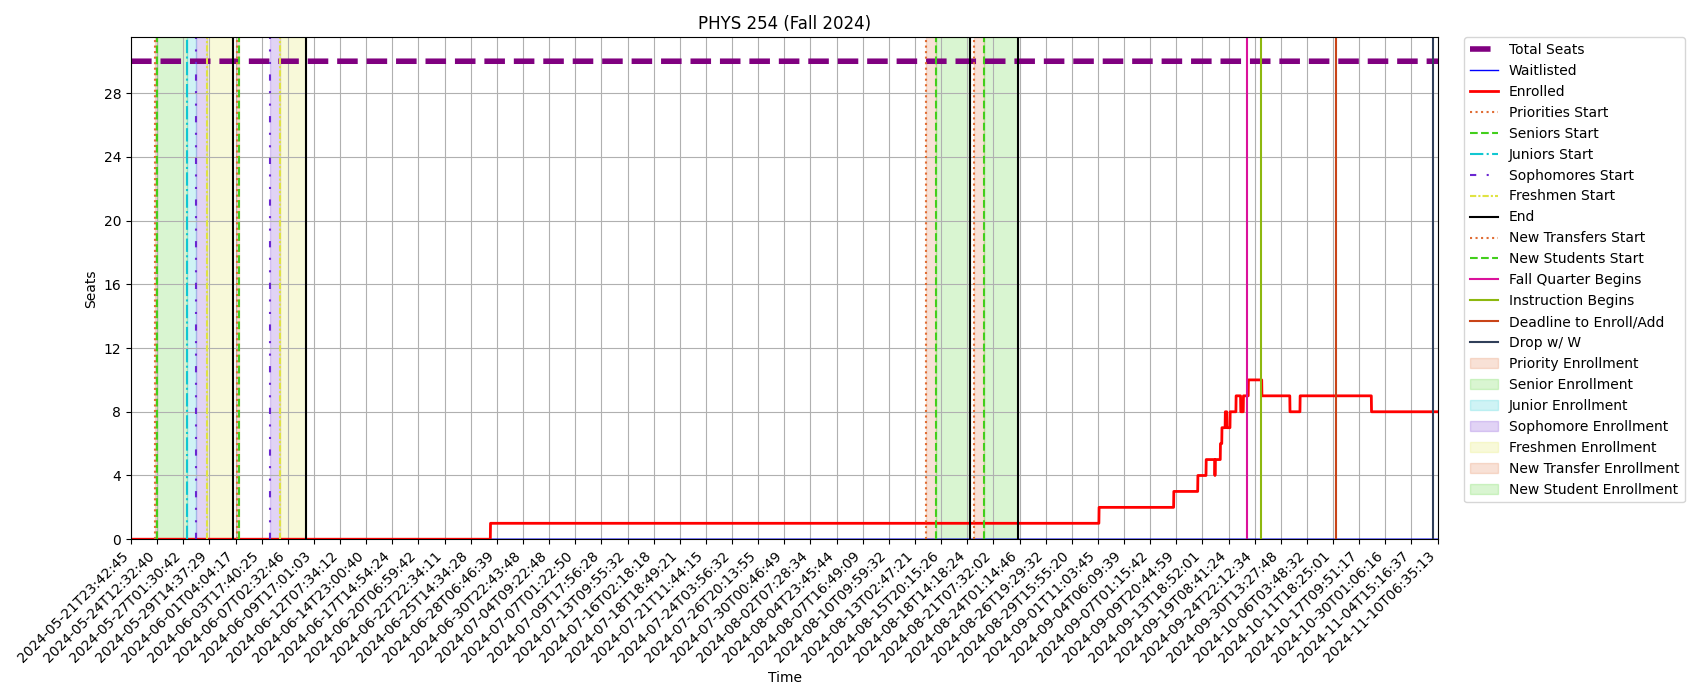 PHYS 254 (Fall 2024)
Seats
28
24
20
16
12
8
4
0
2024-05-21T23:42:45
2024-05-24T12:32:40
2024-05-27T01:30:42
2024-05-29T14:37:29
2024-06-01T04:04:17
2024-06-03T17:40:25
2024-06-07T02:32:46
2024-06-09T17:01:03
2024-06-12T07:34:12
2024-06-14T23:00:40
2024-06-17T14:54:24
2024-06-20T06:59:42
2024-06-22T22:34:11
2024-06-25T14:34:28
2024-06-28T06:46:39
2024-06-30T22:43:48
2024-07-04T09:22:48
2024-07-07T01:22:50
2024-07-09T17:56:28
2024-07-13T09:55:32
2024-07-16T02:18:19
2024-07-18T18:49:21
2024-07-21T11:44:15
2024-07-24T03:56:32
2024-07-26T20:13:55
2024-07-30T00:46:49
2024-08-02T07:28:34
2024-08-04T23:45:44
2024-08-07T16:49:09
2024-08-10T09:59:32
2024-08-13T02:47:21
2024-08-15T20:15:26
2024-08-18T14:18:24
2024-08-21T07:32:02
2024-08-24T01:14:46
2024-08-26T19:29:32
2024-08-29T15:55:20
2024-09-01T11:03:45
2024-09-04T06:09:39
2024-09-07T01:15:42
2024-09-09T20:44:59
2024-09-13T18:52:01
2024-09-19T08:41:24
2024-09-24T22:12:34
2024-09-30T13:27:48
2024-10-06T03:48:32
2024-10-11T18:25:01
2024-10-17T09:51:17
2024-10-30T01:06:16
2024-11-04T15:16:37
2024-11-10T06:35:13
Time
Total Seats
Waitlisted
Enrolled
Priorities Start
Seniors Start
Juniors Start
Sophomores Start
Freshmen Start
End
New Transfers Start
New Students Start
Fall Quarter Begins
Instruction Begins
Deadline to Enroll/Add
Drop w/ W
Priority Enrollment
Senior Enrollment
Junior Enrollment
Sophomore Enrollment
Freshmen Enrollment
New Transfer Enrollment
New Student Enrollment